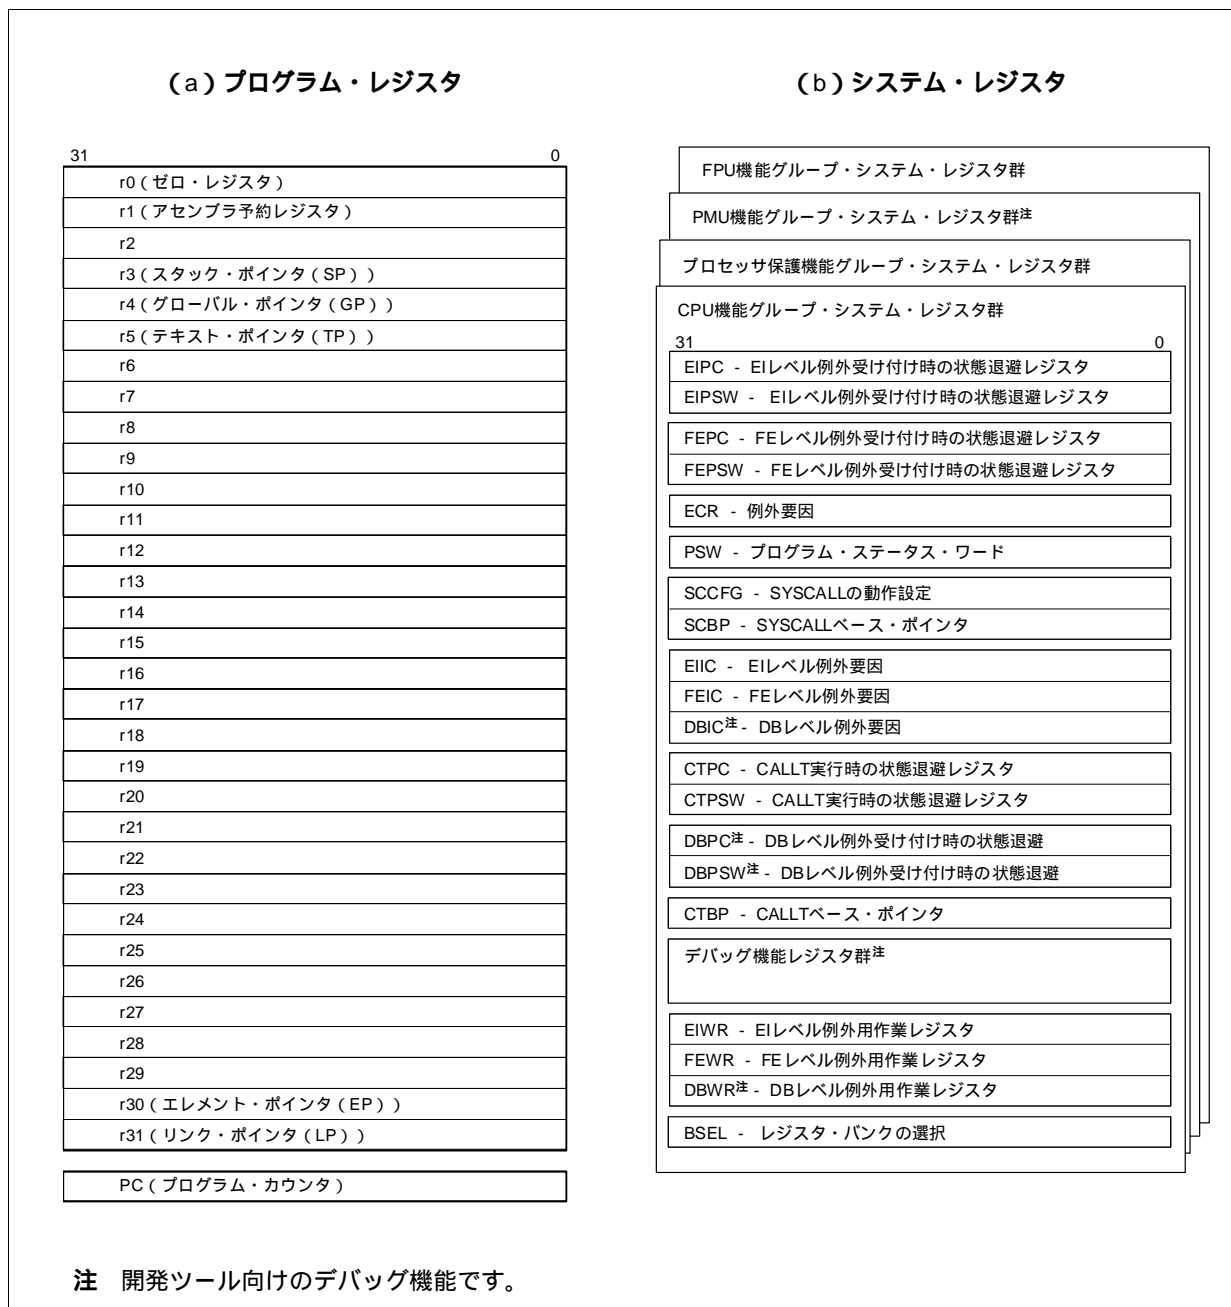 （a）プログラム・レジスタ
31 0
r0（ゼロ・レジスタ）
r1（アセンブラ予約レジスタ）
r2
r3（スタック・ポインタ（SP））
r4（グローバル・ポインタ（GP））
r5（テキスト・ポインタ（TP））
r6
r7
r8
r9
r10
r11
r12
r13
r14
r15
r16
r17
r18
r19
r20
r21
r22
r23
r24
r25
r26
r27
r28
r29
r30（エレメント・ポインタ（EP））
r31（リンク・ポインタ（LP））
PC（プログラム・カウンタ）
（b）システム・レジスタ
FPU機能グループ・システム・レジスタ群
PMU機能グループ・システム・レジスタ群注
プロセッサ保護機能グループ・システム・レジスタ群
CPU機能グループ・システム・レジスタ群
31 0
EIPC - EIレベル例外受け付け時の状態退避レジスタ
EIPSW - EIレベル例外受け付け時の状態退避レジスタ
FEPC - FEレベル例外受け付け時の状態退避レジスタ
FEPSW - FEレベル例外受け付け時の状態退避レジスタ
ECR - 例外要因
PSW - プログラム・ステータス・ワード
SCCFG - SYSCALLの動作設定
SCBP - SYSCALLベース・ポインタ
EIIC - EIレベル例外要因
FEIC - FEレベル例外要因
DBIC注 - DBレベル例外要因
CTPC - CALLT実行時の状態退避レジスタ
CTPSW - CALLT実行時の状態退避レジスタ
DBPC注 - DBレベル例外受け付け時の状態退避
DBPSW注 - DBレベル例外受け付け時の状態退避
CTBP - CALLTベース・ポインタ
デバッグ機能レジスタ群注
EIWR - EIレベル例外用作業レジスタ
FEWR - FEレベル例外用作業レジスタ
DBWR注 - DBレベル例外用作業レジスタ
BSEL - レジスタ・バンクの選択
注 開発ツール向けのデバッグ機能です。